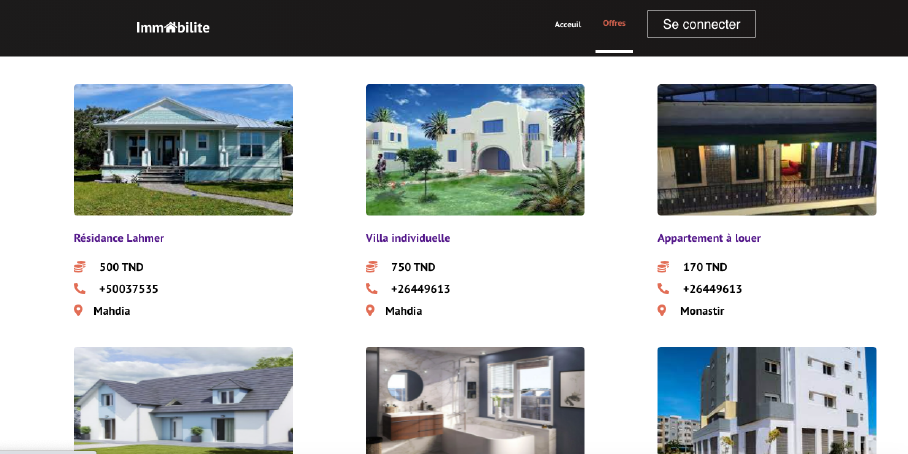 Immobilite
Acceuil
Offres
Se connecter
Résidance Lahmer
500 TND
+50037535
Mahdia
Villa individuelle
750 TND
+26449613
Mahdia
Appartement à louer
170 TND
+26449613
Monastir